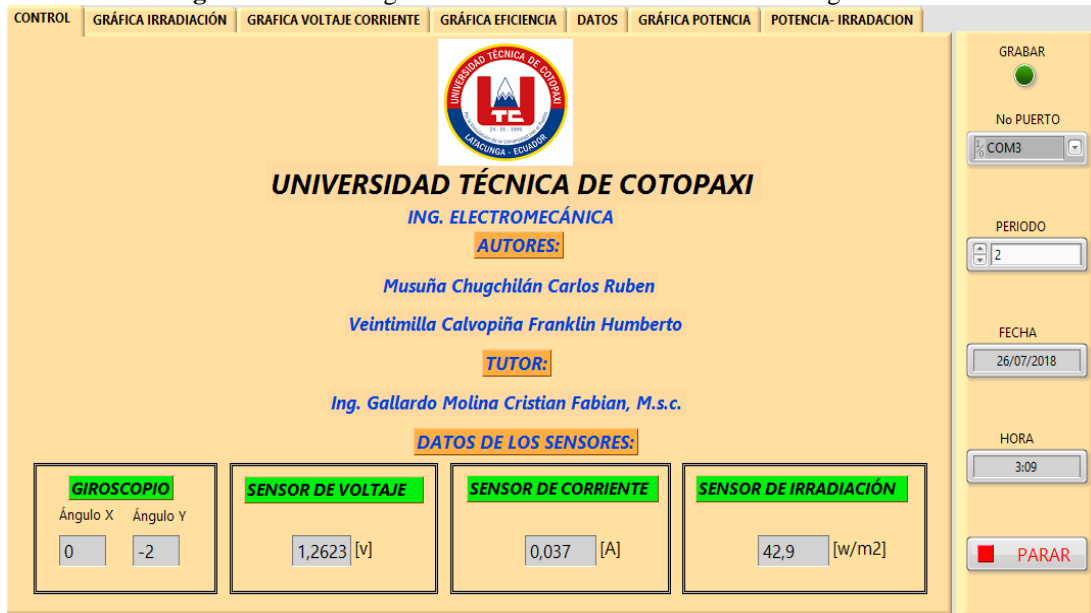 CONTROL
GRÁFICA IRRADIACIÓN
GRAFICA VOLTAJE CORRIENTE
GRÁFICA EFICIENCIA
DATOS
GRÁFICA POTENCIA
POTENCIA- IRRADACION
UNIVERSIDAD TÉCNICA DE COTOPAXI
UTC
LATACUNGA - ECUADOR
UNIVERSIDAD TÉCNICA DE COTOPAXI
ING. ELECTROMECÁNICA
AUTORES:
Musuña Chugchilán Carlos Ruben
Veintimilla Calvopiña Franklin Humberto
TUTOR:
Ing. Gallardo Molina Cristian Fabian, M.s.c.
DATOS DE LOS SENSORES:
GIROSCOPIO
Ángulo X Ángulo Y
0 -2
SENSOR DE VOLTAJE
1,2623 [v]
SENSOR DE CORRIENTE
0,037 [A]
SENSOR DE IRRADIACIÓN
42,9 [w/m2]
GRABAR
No PUERTO
COM3
PERIODO
2
FECHA
26/07/2018
HORA
3:09
PARAR